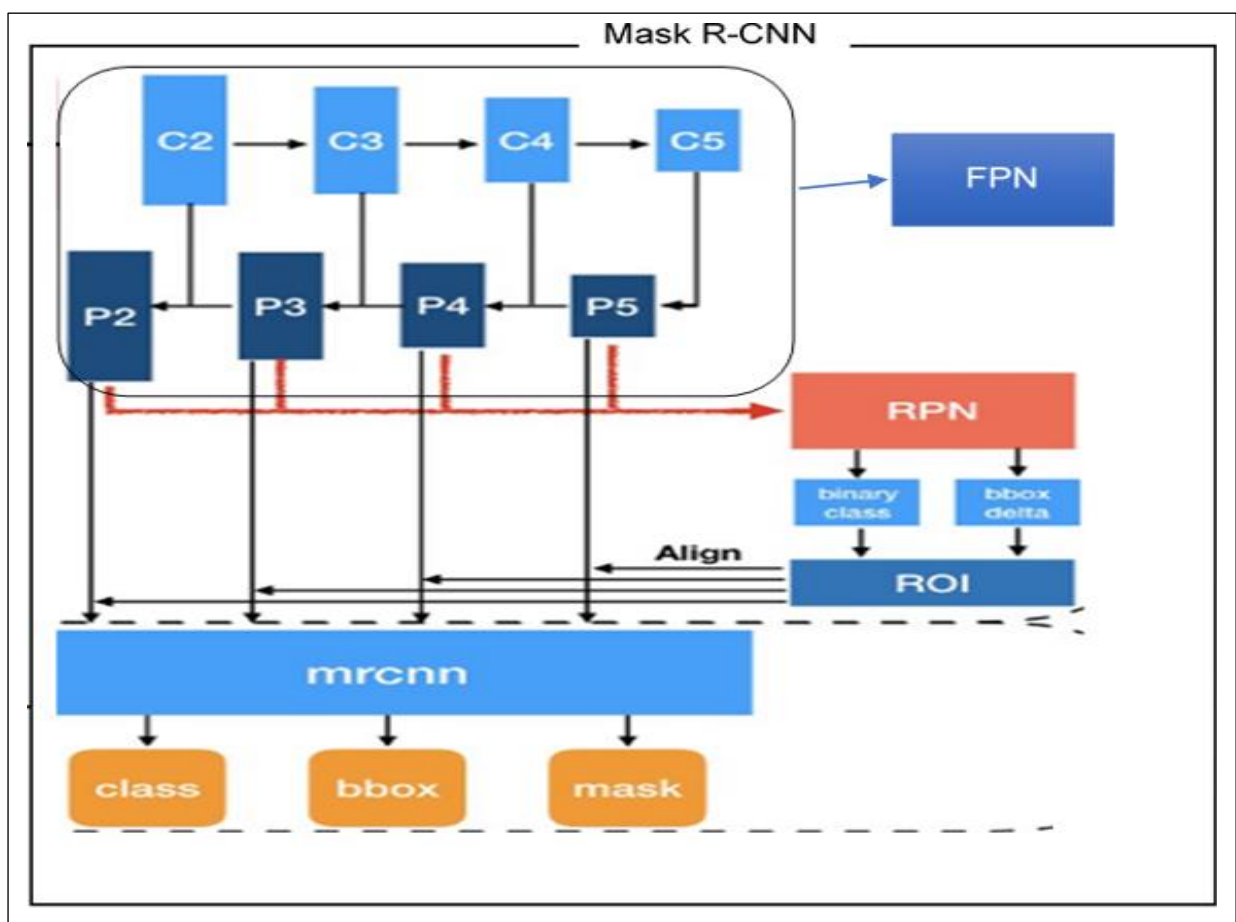 Mask R-CNN
C2
C3
C4
C5
FPN
P2
P3
P4
P5
RPN
binary
class
bbox
delta
Align
ROI
mrcnn
class
bbox
mask